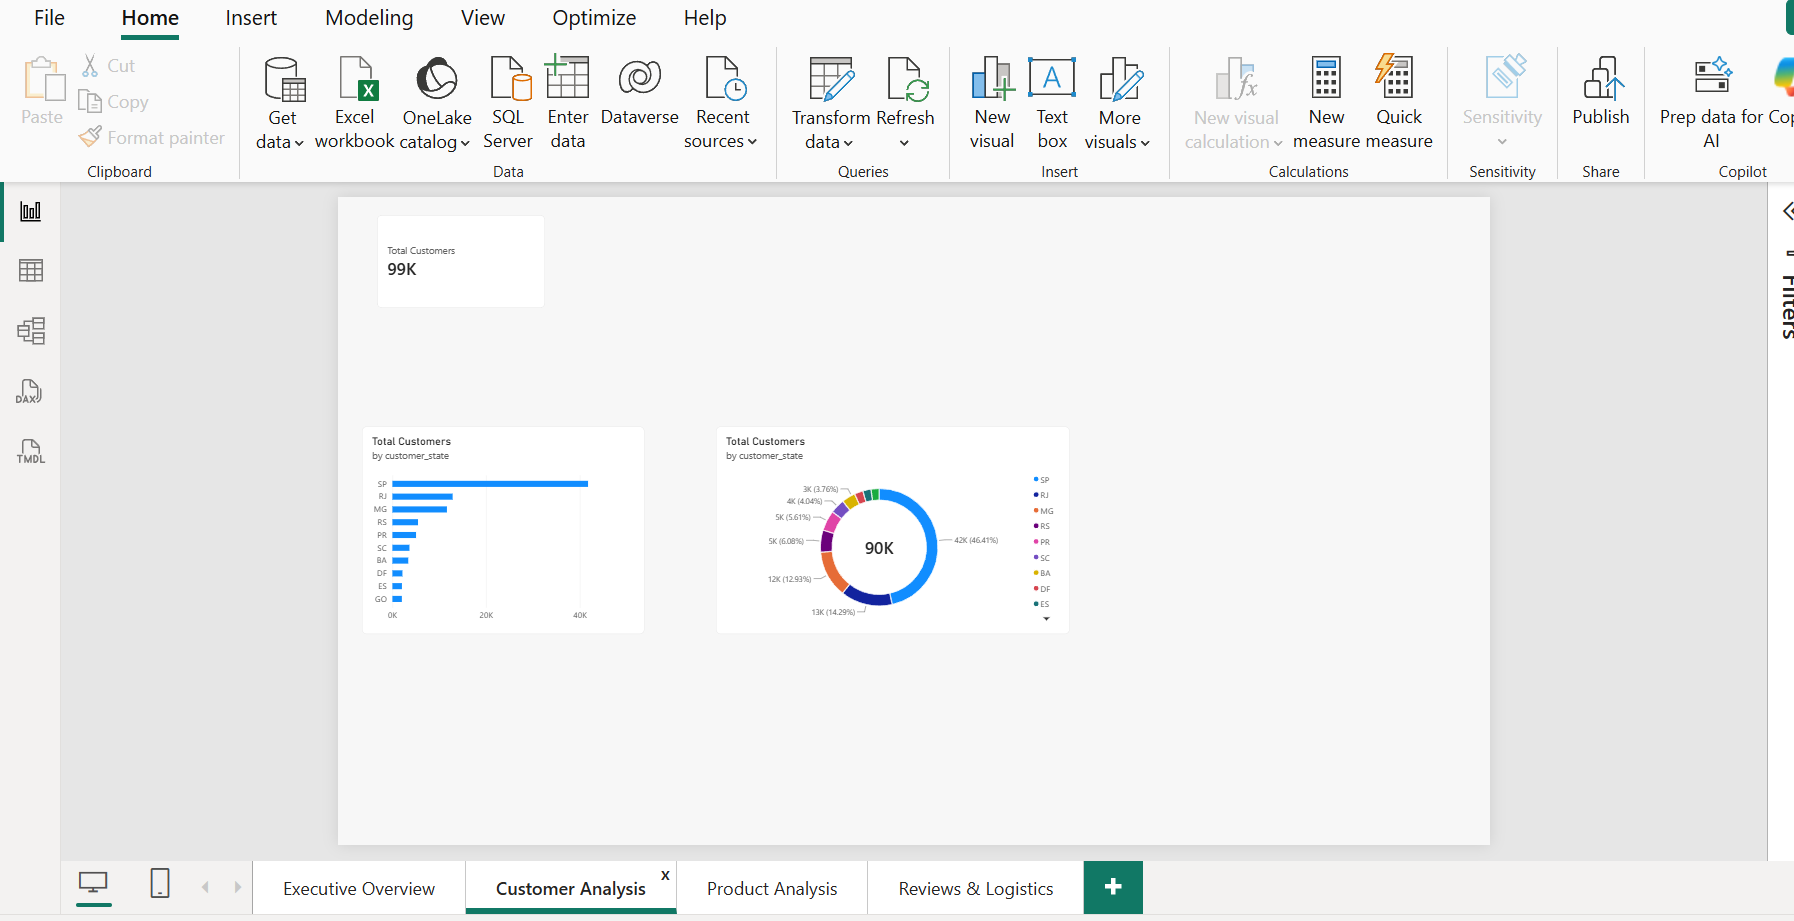 File Home Insert Modeling View Optimize Help
Paste
Cut
Copy
Format painter
Clipboard
Get data
Excel workbook
OneLake catalog
SQL Server
Enter data
Dataverse
Recent sources
Data
Transform data
Refresh
Queries
New visual
Text box
More visuals
Insert
New visual calculation
New measure
Quick measure
Calculations
Sensitivity
Sensitivity
Publish
Share
Prep data for AI
Cop
Copilot
DAX
TMDL
Filters
Total Customers
99K
Total Customers
by customer_state
SP
RJ
MG
RS
PR
SC
BA
DF
ES
GO
0K 20K 40K
Total Customers
by customer_state
3K (3.76%)
4K (4.04%)
5K (5.61%)
5K (6.08%)
12K (12.93%)
13K (14.29%)
42K (46.41%)
90K
SP
RJ
MG
RS
PR
SC
BA
DF
ES
Executive Overview
Customer Analysis x
Product Analysis
Reviews & Logistics
+